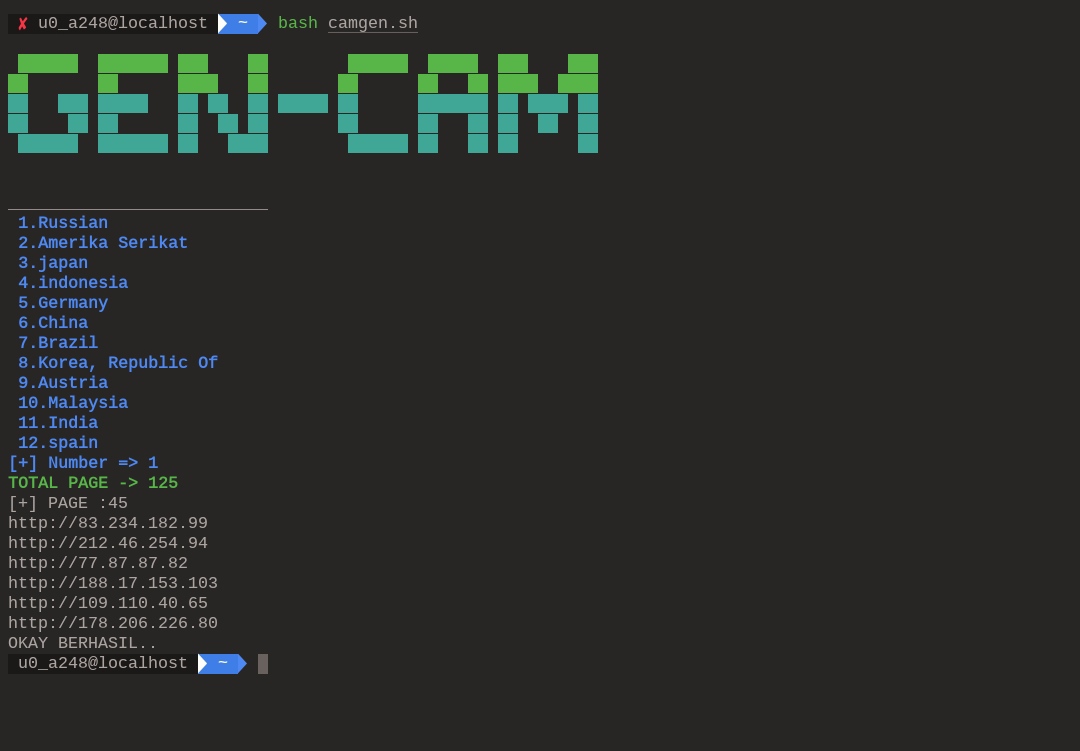 ✘ u0_a248@localhost ~ bash camgen.sh
GEN-CAM
1.Russian
2.Amerika Serikat
3.japan
4.indonesia
5.Germany
6.China
7.Brazil
8.Korea, Republic Of
9.Austria
10.Malaysia
11.India
12.spain
[+] Number => 1
TOTAL PAGE -> 125
[+] PAGE :45
http://83.234.182.99
http://212.46.254.94
http://77.87.87.82
http://188.17.153.103
http://109.110.40.65
http://178.206.226.80
OKAY BERHASIL..
u0_a248@localhost ~